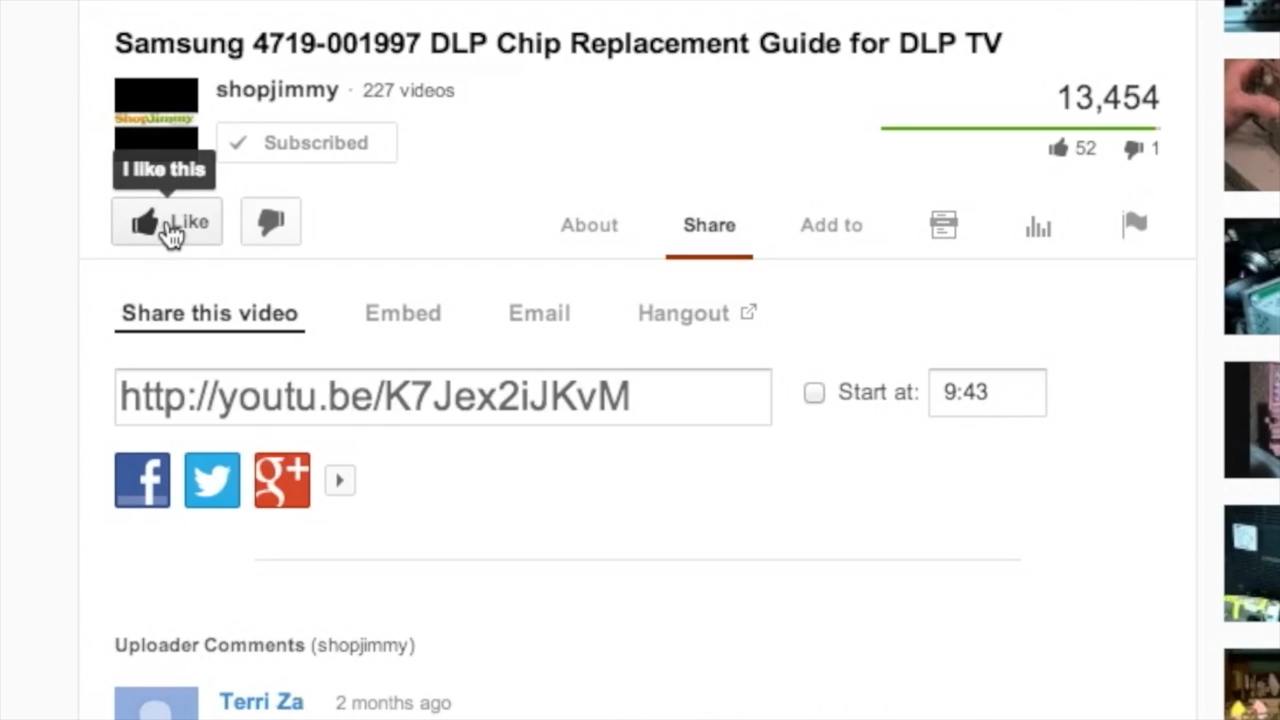 Samsung 4719-001997 DLP Chip Replacement Guide for DLP TV
shopjimmy · 227 videos
13,454
ShopJimmy
Subscribed
52 1
I like this
Like
About Share Add to
Share this video Embed Email Hangout
http://youtu.be/K7Jex2iJKvM
Start at: 9:43
f g+
Uploader Comments (shopjimmy)
Terri Za 2 months ago